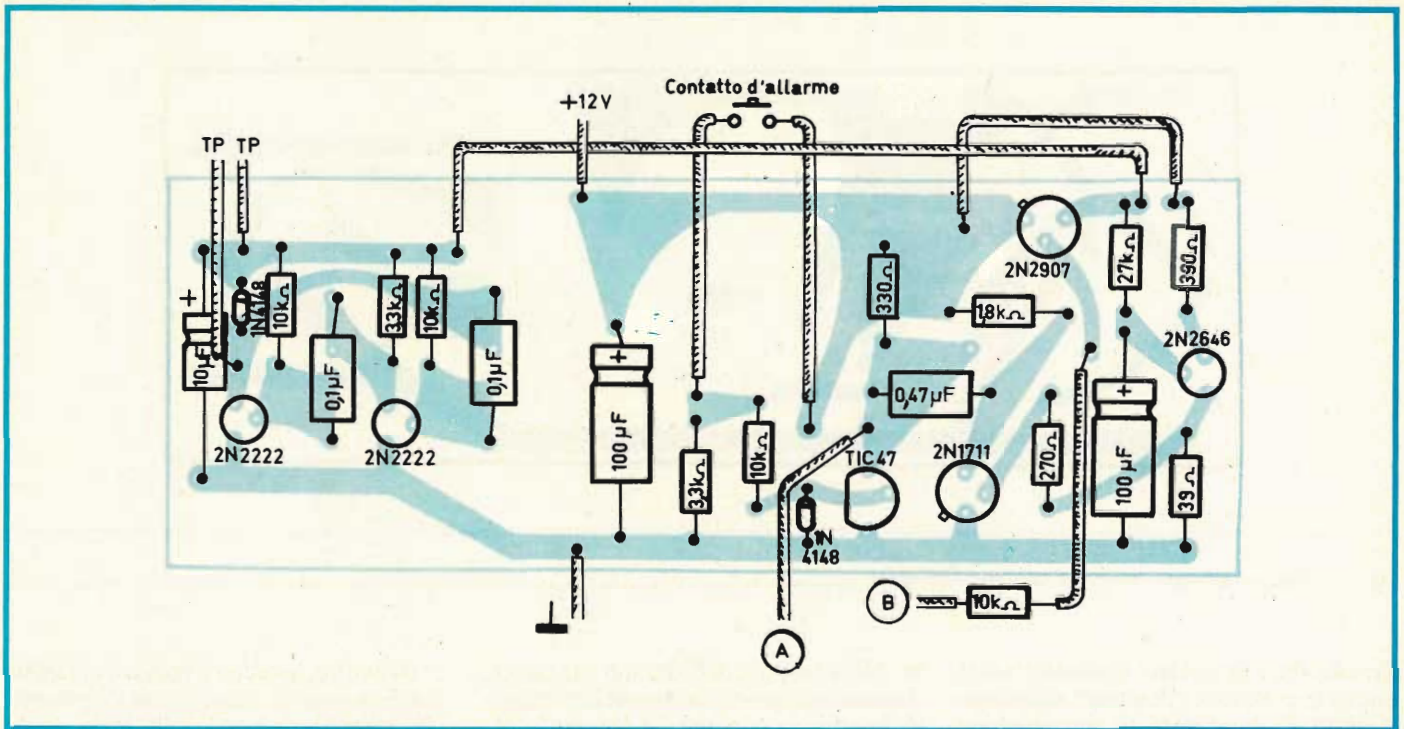 Contatto d'allarme
+12V
TP TP
+
10µF
1N4148
10kΩ
0,1µF
33kΩ
10kΩ
0,1µF
2N2222
2N2222
+
100µF
3,3kΩ
10kΩ
330Ω
2N2907
1,8kΩ
27kΩ
390Ω
2N2646
0,47µF
TIC47
2N1711
270Ω
+
100µF
39Ω
1N
4148
B
10kΩ
A